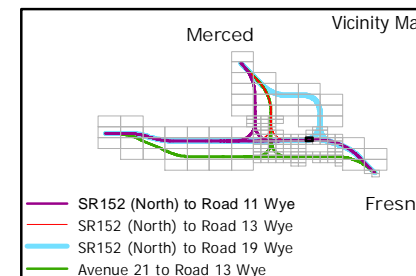 Vicinity Ma
Merced
Fresn
SR152 (North) to Road 11 Wye
SR152 (North) to Road 13 Wye
SR152 (North) to Road 19 Wye
Avenue 21 to Road 13 Wye